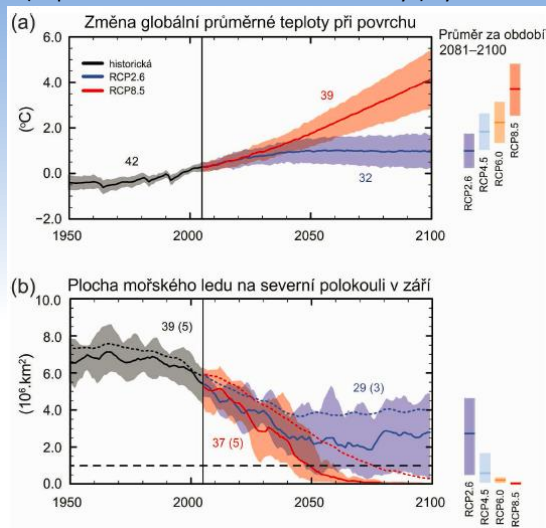 (a) Změna globální průměrné teploty při povrchu
Průměr za období
2081–2100
6.0
4.0
2.0
0.0
−2.0
(°C)
historická
RCP2.6
RCP8.5
42
39
32
1950
2000
2050
2100
RCP2.6
RCP4.5
RCP6.0
RCP8.5
(b) Plocha mořského ledu na severní polokouli v září
10.0
8.0
6.0
4.0
2.0
0.0
(10⁶.km²)
39 (5)
29 (3)
37 (5)
1950
2000
2050
2100
RCP2.6
RCP4.5
RCP6.0
RCP8.5